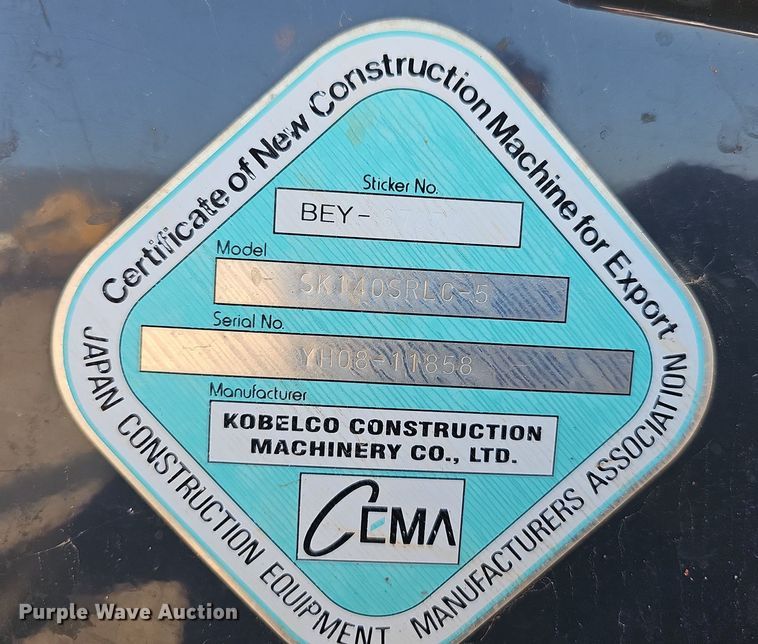 Certificate of New Construction Machine for Export
Sticker No.
BEY-
Model
SK140SRLC-5
Serial No.
YH08-11858
Manufacturer
KOBELCO CONSTRUCTION
MACHINERY CO., LTD.
CEMA
JAPAN CONSTRUCTION EQUIPMENT MANUFACTURERS ASSOCIATION
Purple Wave Auction